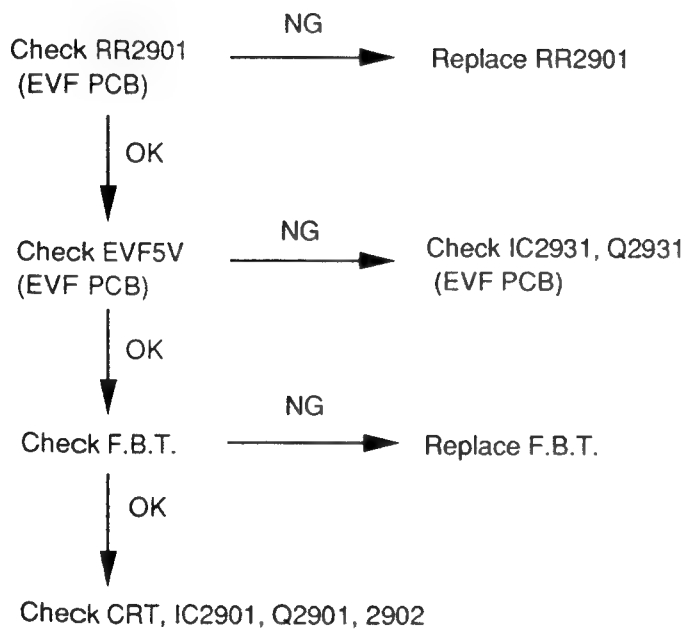 NG
Check RR2901
(EVF PCB)
Replace RR2901
OK
Check EVF5V
(EVF PCB)
NG
Check IC2931, Q2931
(EVF PCB)
OK
Check F.B.T.
NG
Replace F.B.T.
OK
Check CRT, IC2901, Q2901, 2902